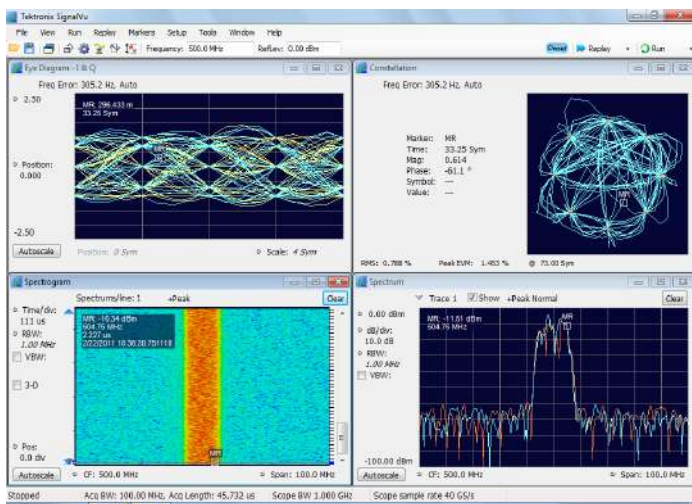 Tektronix SignalVu
File View Run Replay Markers Setup Tools Window Help
Frequency: 500.0 MHz RefLev: 0.00 dBm Preset Replay Run
Eye Diagram - I & Q
Freq Error: 305.2 Hz, Auto
2.50
MR: 296.433 m
33.25 Sym
MR
Position:
0.000
-2.50
Autoscale Position: 0 Sym Scale: 4 Sym
Constellation
Freq Error: 305.2 Hz, Auto
Marker: MR
Time: 33.25 Sym
Mag: 0.614
Phase: -61.1 °
Symbol: ---
Value: ---
MR
RMS: 0.788 % Peak EVM: 1.453 % @ 73.00 Sym
Spectrogram
Spectrums/line: 1 +Peak Clear
Time/div:
111 us
RBW:
1.00 MHz
VBW:
3-D
MR: -10.34 dBm
604.75 MHz
2.227 us
MR
Pos:
0.0 div
Autoscale CF: 500.0 MHz Span: 100.0 MHz
Spectrum
Trace 1 Show +Peak Normal Clear
0.00 dBm
dB/div:
10.0 dB
RBW:
1.00 MHz
VBW:
MR: -11.61 dBm
604.75 MHz
MR
-100.00 dBm
Autoscale CF: 500.0 MHz Span: 100.0 MHz
Stopped Acq BW: 100.00 MHz, Acq Length: 45.732 us Scope BW 1.000 GHz Scope sample rate 40 GS/s